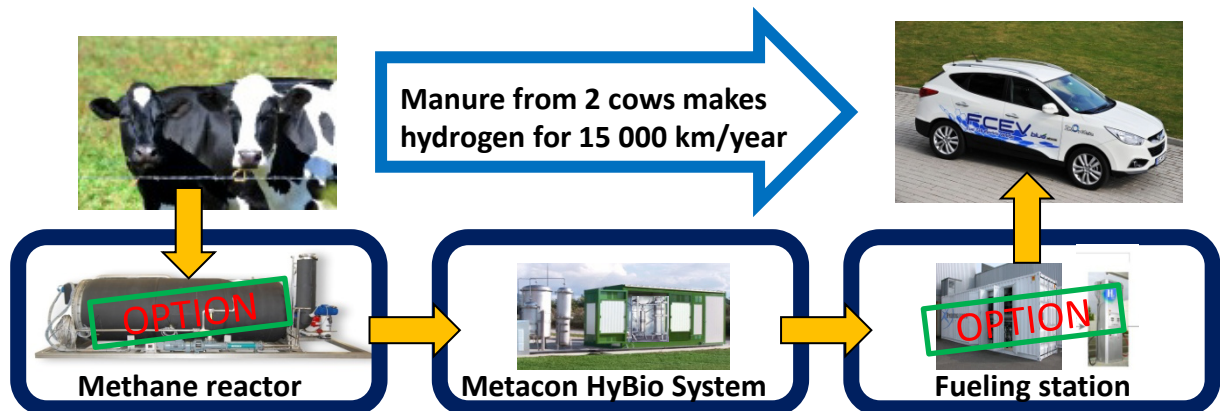 Manure from 2 cows makes
hydrogen for 15 000 km/year
FCEV
OPTION
OPTION
Methane reactor
Metacon HyBio System
Fueling station